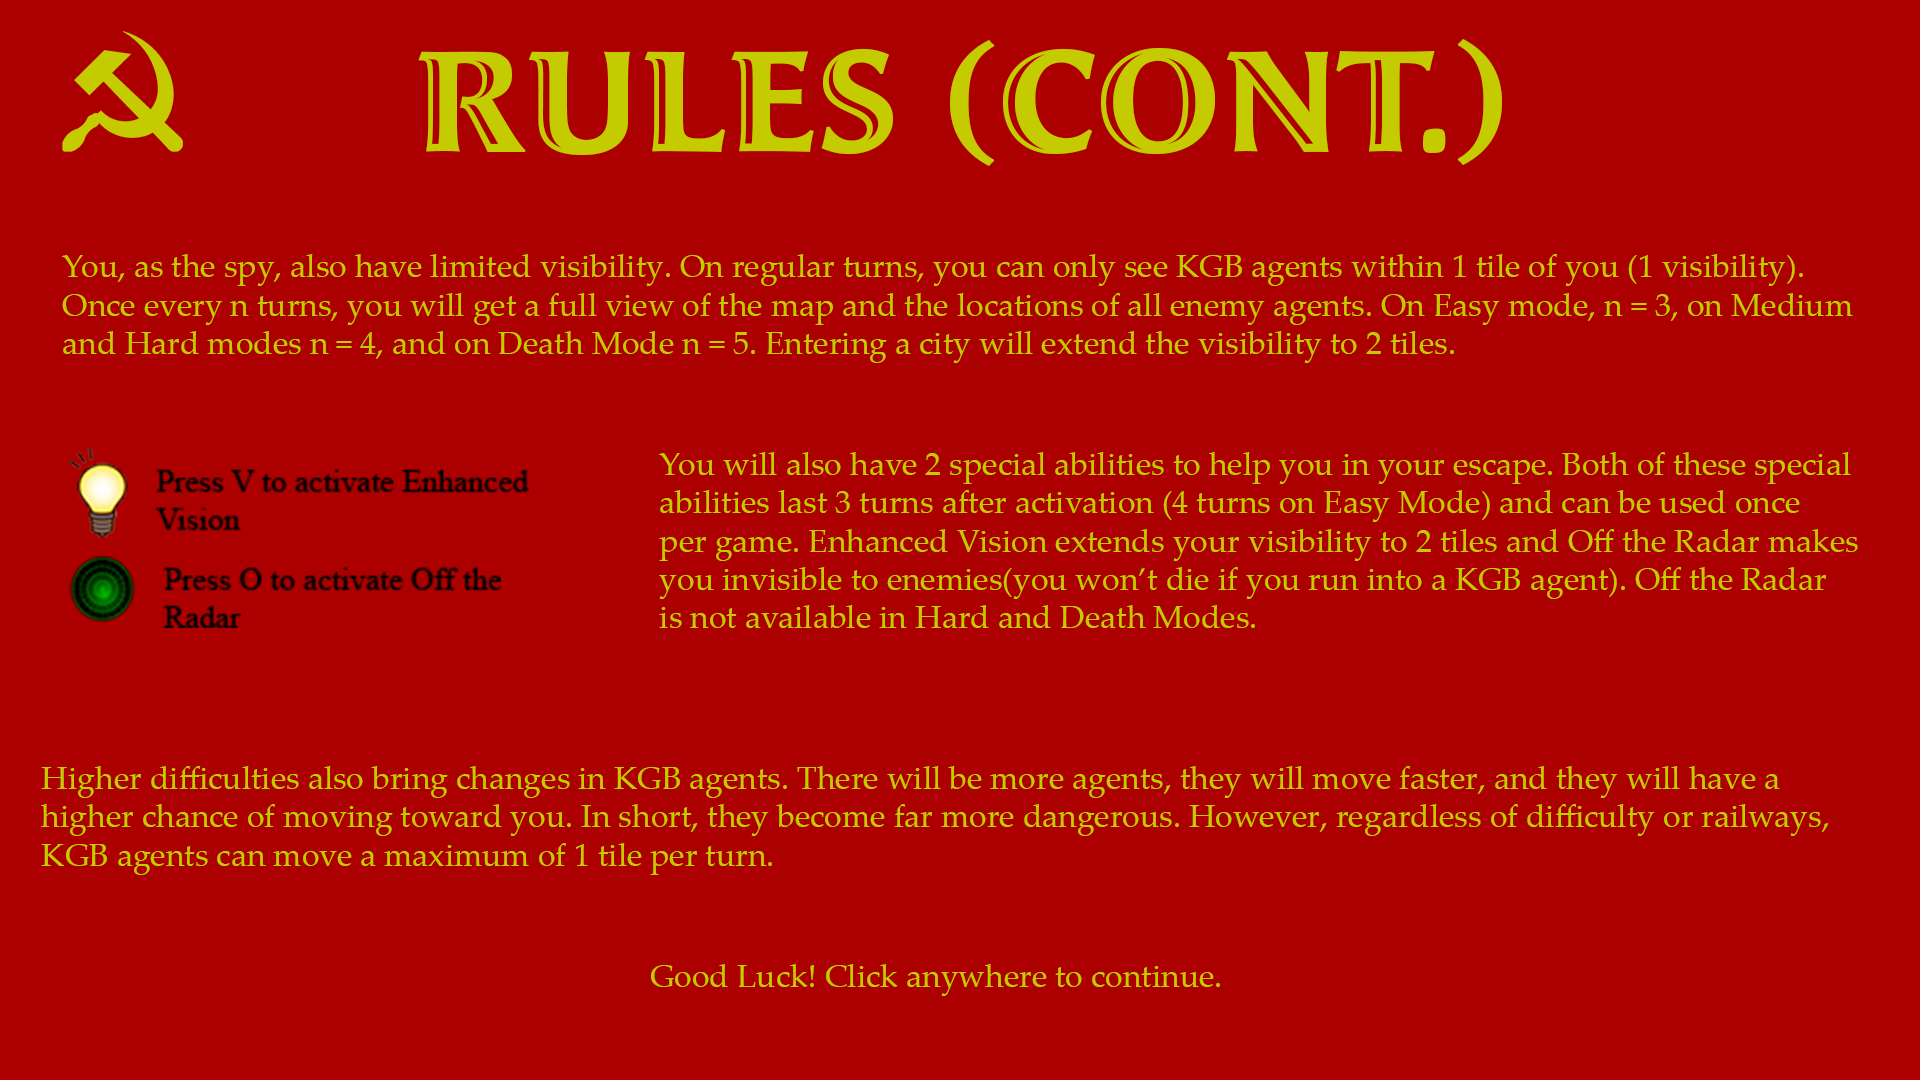 RULES (CONT.)
You, as the spy, also have limited visibility. On regular turns, you can only see KGB agents within 1 tile of you (1 visibility).
Once every n turns, you will get a full view of the map and the locations of all enemy agents. On Easy mode, n = 3, on Medium
and Hard modes n = 4, and on Death Mode n = 5. Entering a city will extend the visibility to 2 tiles.
Press V to activate Enhanced
Vision
Press O to activate Off the
Radar
You will also have 2 special abilities to help you in your escape. Both of these special
abilities last 3 turns after activation (4 turns on Easy Mode) and can be used once
per game. Enhanced Vision extends your visibility to 2 tiles and Off the Radar makes
you invisible to enemies(you won’t die if you run into a KGB agent). Off the Radar
is not available in Hard and Death Modes.
Higher difficulties also bring changes in KGB agents. There will be more agents, they will move faster, and they will have a
higher chance of moving toward you. In short, they become far more dangerous. However, regardless of difficulty or railways,
KGB agents can move a maximum of 1 tile per turn.
Good Luck! Click anywhere to continue.